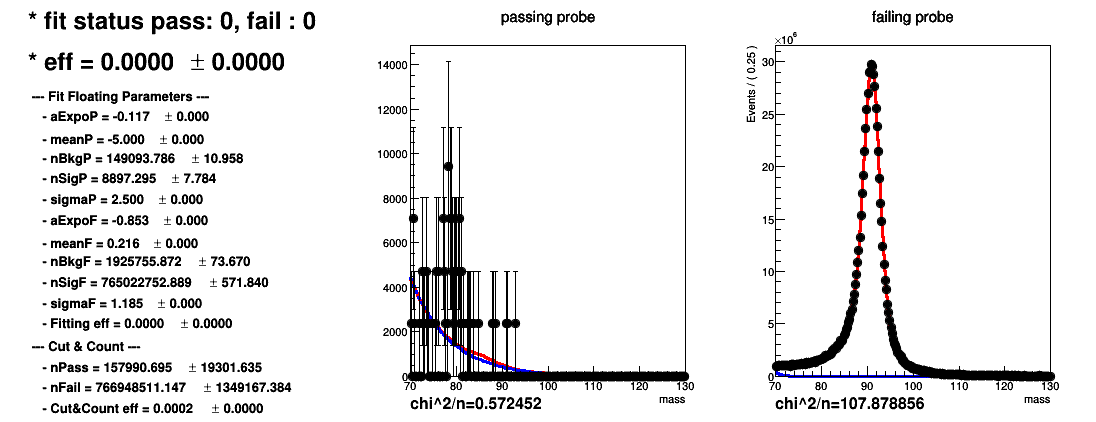 * fit status pass: 0, fail : 0
* eff = 0.0000 ± 0.0000
--- Fit Floating Parameters ---
- aExpoP = -0.117 ± 0.000
- meanP = -5.000 ± 0.000
- nBkgP = 149093.786 ± 10.958
- nSigP = 8897.295 ± 7.784
- sigmaP = 2.500 ± 0.000
- aExpoF = -0.853 ± 0.000
- meanF = 0.216 ± 0.000
- nBkgF = 1925755.872 ± 73.670
- nSigF = 765022752.889 ± 571.840
- sigmaF = 1.185 ± 0.000
- Fitting eff = 0.0000 ± 0.0000
--- Cut & Count ---
- nPass = 157990.695 ± 19301.635
- nFail = 766948511.147 ± 1349167.384
- Cut&Count eff = 0.0002 ± 0.0000
passing probe
14000
12000
10000
8000
6000
4000
2000
0
70 80 90 100 110 120 130
mass
chi^2/n=0.572452
failing probe
×10^6
Events / ( 0.25 )
30
25
20
15
10
5
0
70 80 90 100 110 120 130
mass
chi^2/n=107.878856